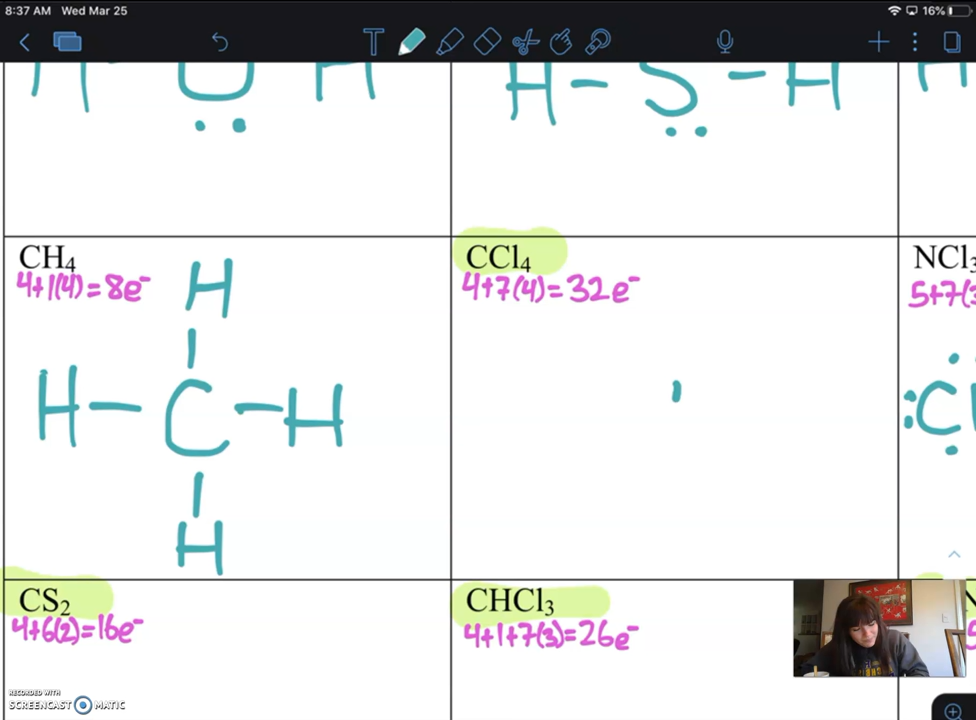 8:37 AM Wed Mar 25
16%
T
H O H
H – S – H
H
CH₄
4+1(4)=8e⁻
H
H – C – H
H
CCl₄
4+7(4)=32e⁻
NCl₃
5+7(3
:Cl
CS₂
4+6(2)=16e⁻
CHCl₃
4+1+7(3)=26e⁻
N
5
RECORDED WITH
SCREENCAST MATIC